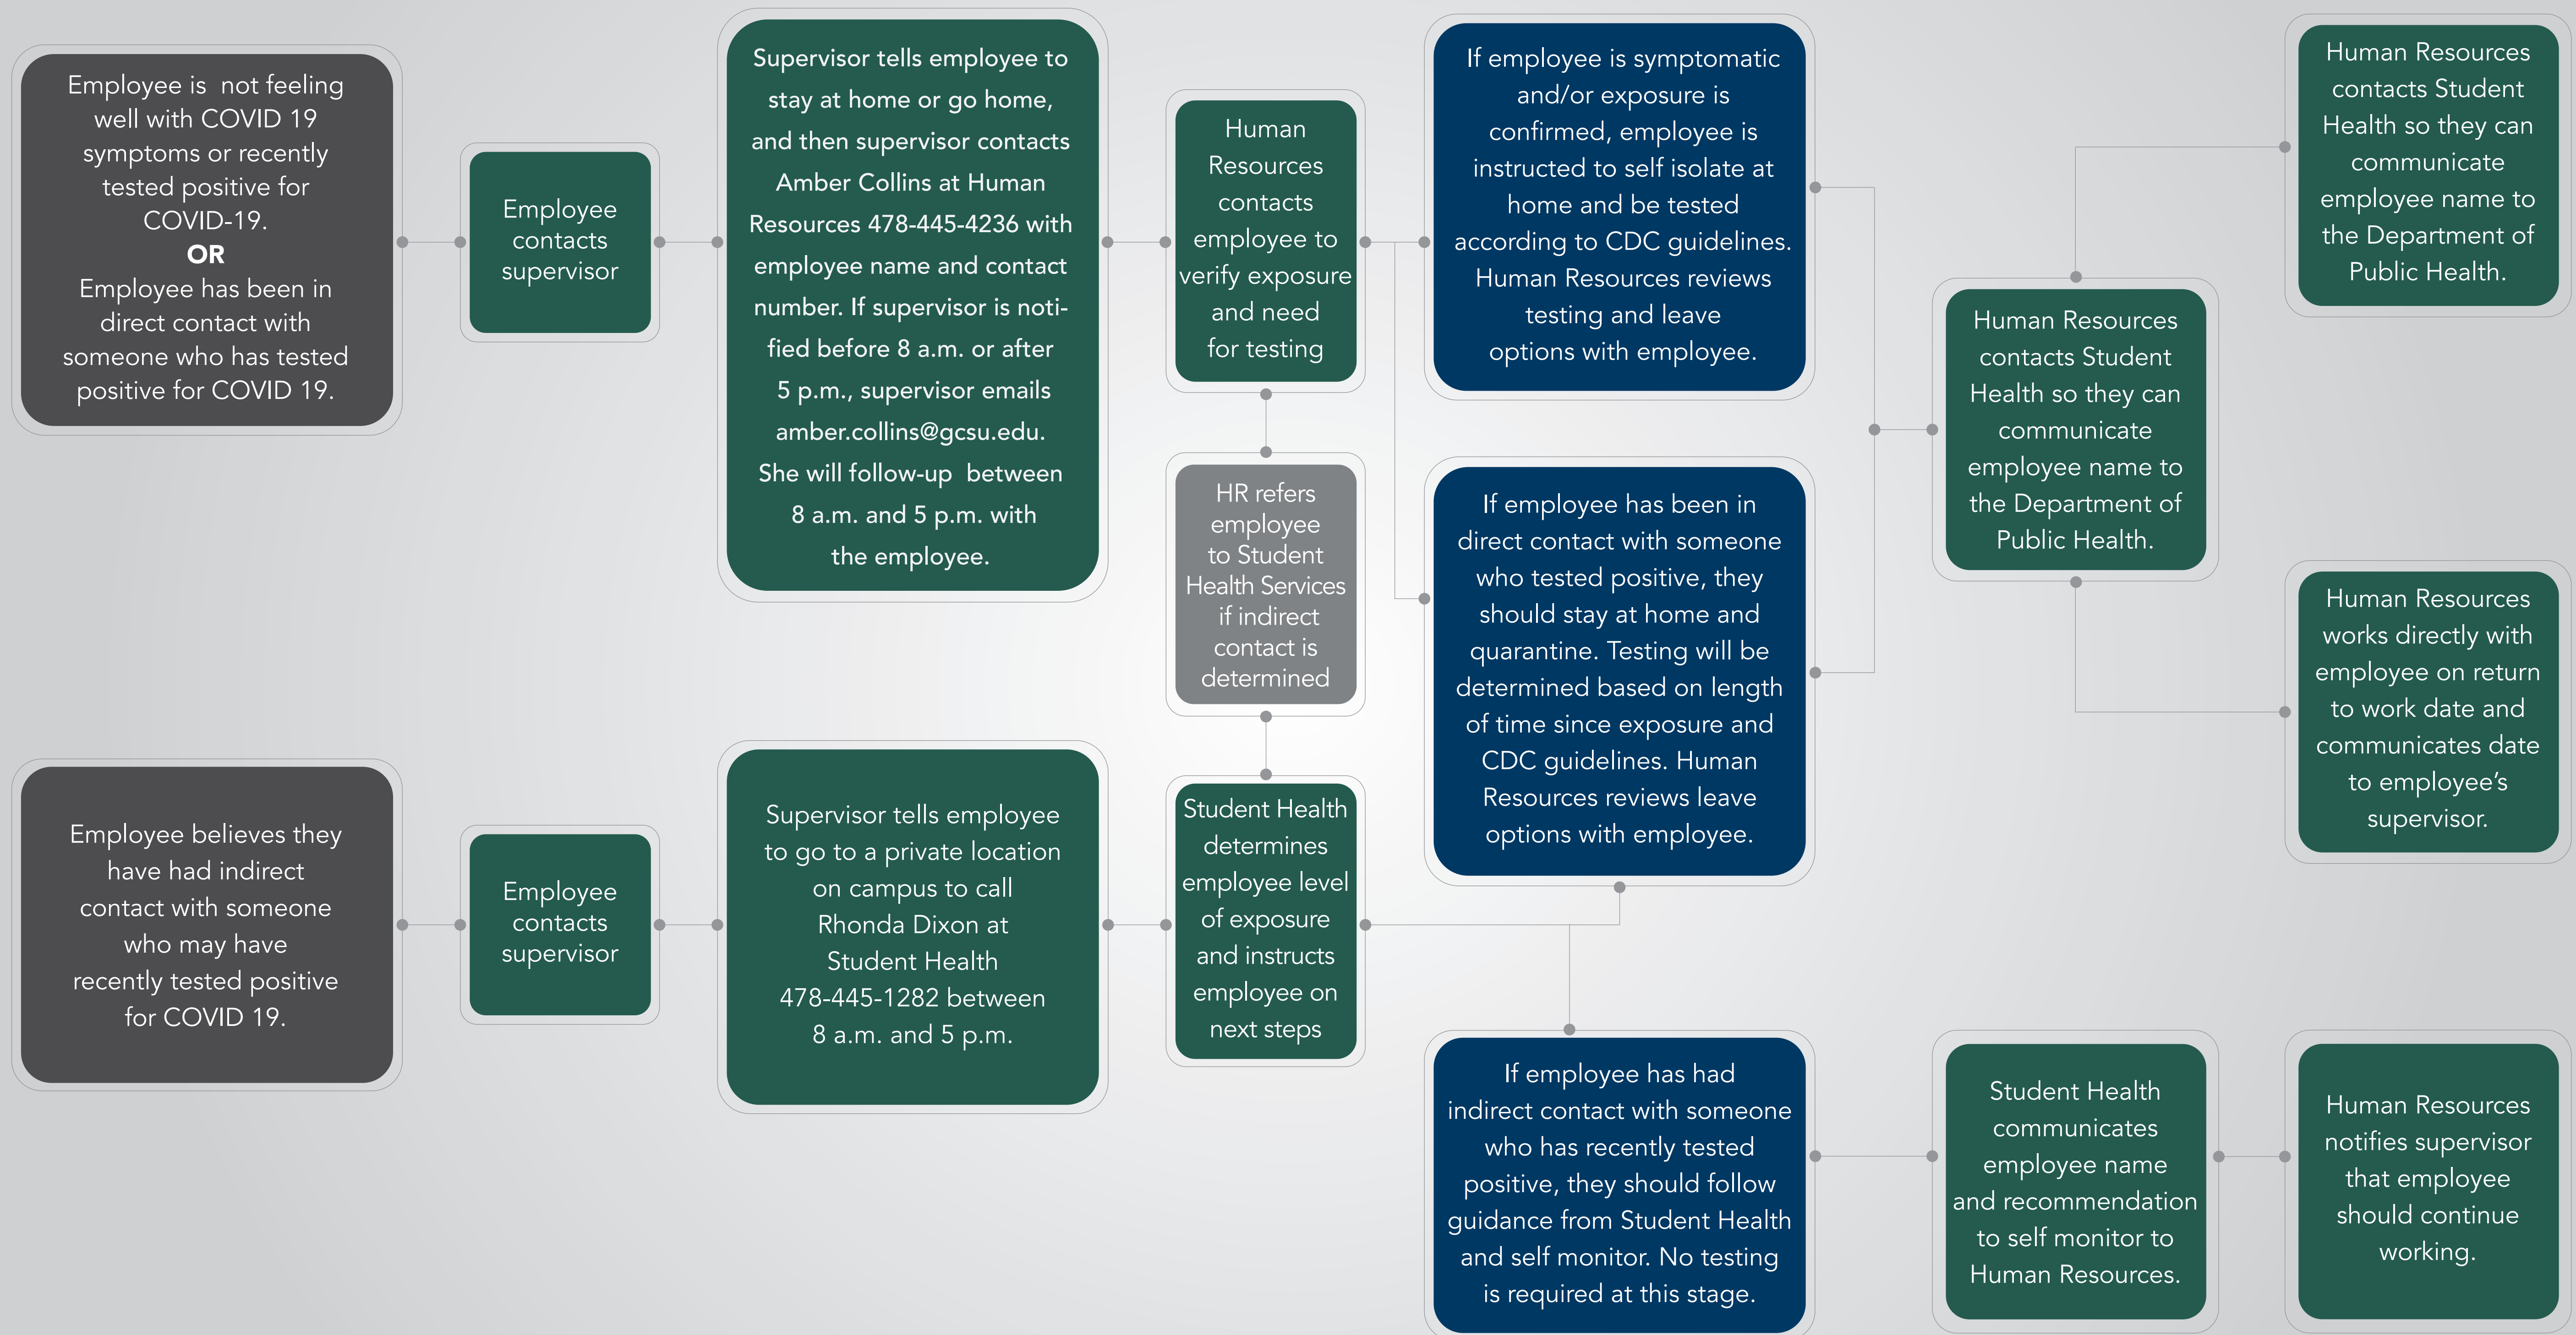 Employee is  not feeling
well with COVID 19
symptoms or recently
tested positive for
COVID-19.
OR
Employee has been in
direct contact with
someone who has tested
positive for COVID 19.
Employee
contacts
supervisor
Supervisor tells employee to
stay at home or go home,
and then supervisor contacts
Amber Collins at Human
Resources 478-445-4236 with
employee name and contact
number. If supervisor is noti-
fied before 8 a.m. or after
5 p.m., supervisor emails
amber.collins@gcsu.edu.
She will follow-up  between
8 a.m. and 5 p.m. with
the employee.
Human
Resources
contacts
employee to
verify exposure
and need
for testing
HR refers
employee
to Student
Health Services
if indirect
contact is
determined
If employee is symptomatic
and/or exposure is
confirmed, employee is
instructed to self isolate at
home and be tested
according to CDC guidelines.
Human Resources reviews
testing and leave
options with employee.
If employee has been in
direct contact with someone
who tested positive, they
should stay at home and
quarantine. Testing will be
determined based on length
of time since exposure and
CDC guidelines. Human
Resources reviews leave
options with employee.
Human Resources
contacts Student
Health so they can
communicate
employee name to
the Department of
Public Health.
Human Resources
contacts Student
Health so they can
communicate
employee name to
the Department of
Public Health.
Human Resources
works directly with
employee on return
to work date and
communicates date
to employee’s
supervisor.
Employee believes they
have had indirect
contact with someone
who may have
recently tested positive
for COVID 19.
Employee
contacts
supervisor
Supervisor tells employee
to go to a private location
on campus to call
Rhonda Dixon at
Student Health
478-445-1282 between
8 a.m. and 5 p.m.
Student Health
determines
employee level
of exposure
and instructs
employee on
next steps
If employee has had
indirect contact with someone
who has recently tested
positive, they should follow
guidance from Student Health
and self monitor. No testing
is required at this stage.
Student Health
communicates
employee name
and recommendation
to self monitor to
Human Resources.
Human Resources
notifies supervisor
that employee
should continue
working.